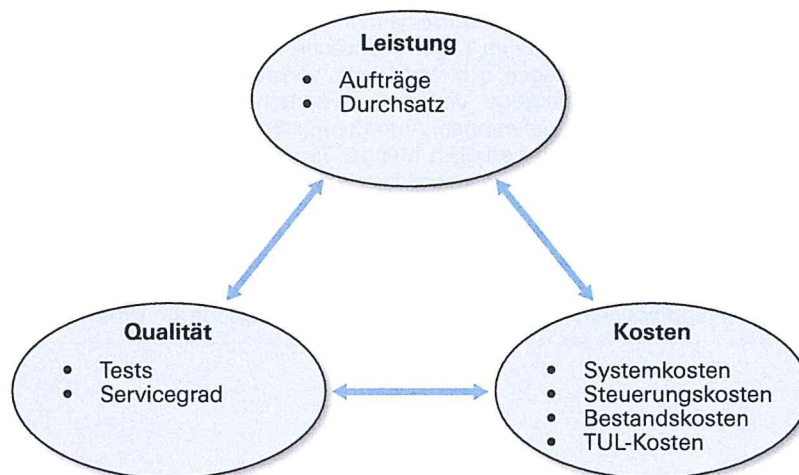 Leistung
• Aufträge
• Durchsatz
Qualität
• Tests
• Servicegrad
Kosten
• Systemkosten
• Steuerungskosten
• Bestandskosten
• TUL-Kosten